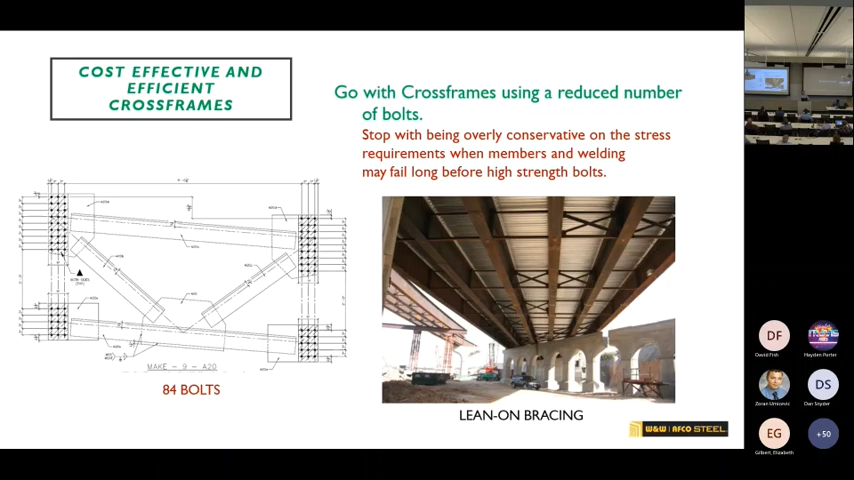 COST EFFECTIVE AND
EFFICIENT
CROSSFRAMES
Go with Crossframes using a reduced number
of bolts.
Stop with being overly conservative on the stress
requirements when members and welding
may fail long before high strength bolts.
MAKE - 9 - A20
84 BOLTS
LEAN-ON BRACING
W&W | AFCO STEEL
DF
David Fish
Hayden Porter
DS
Dan Snyder
EG
Gilbert, Elizabeth
+50